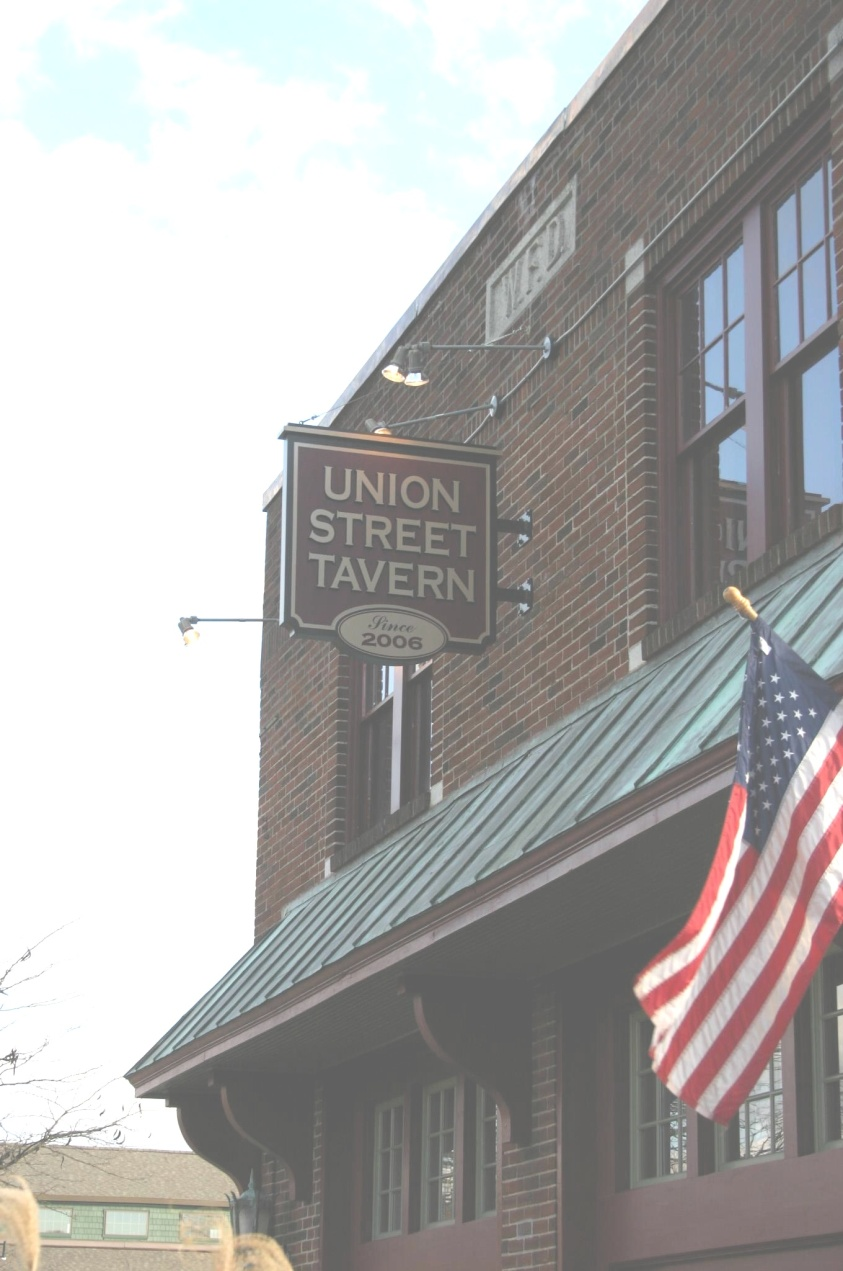 W.F.D.
UNION
STREET
TAVERN
Since
2006